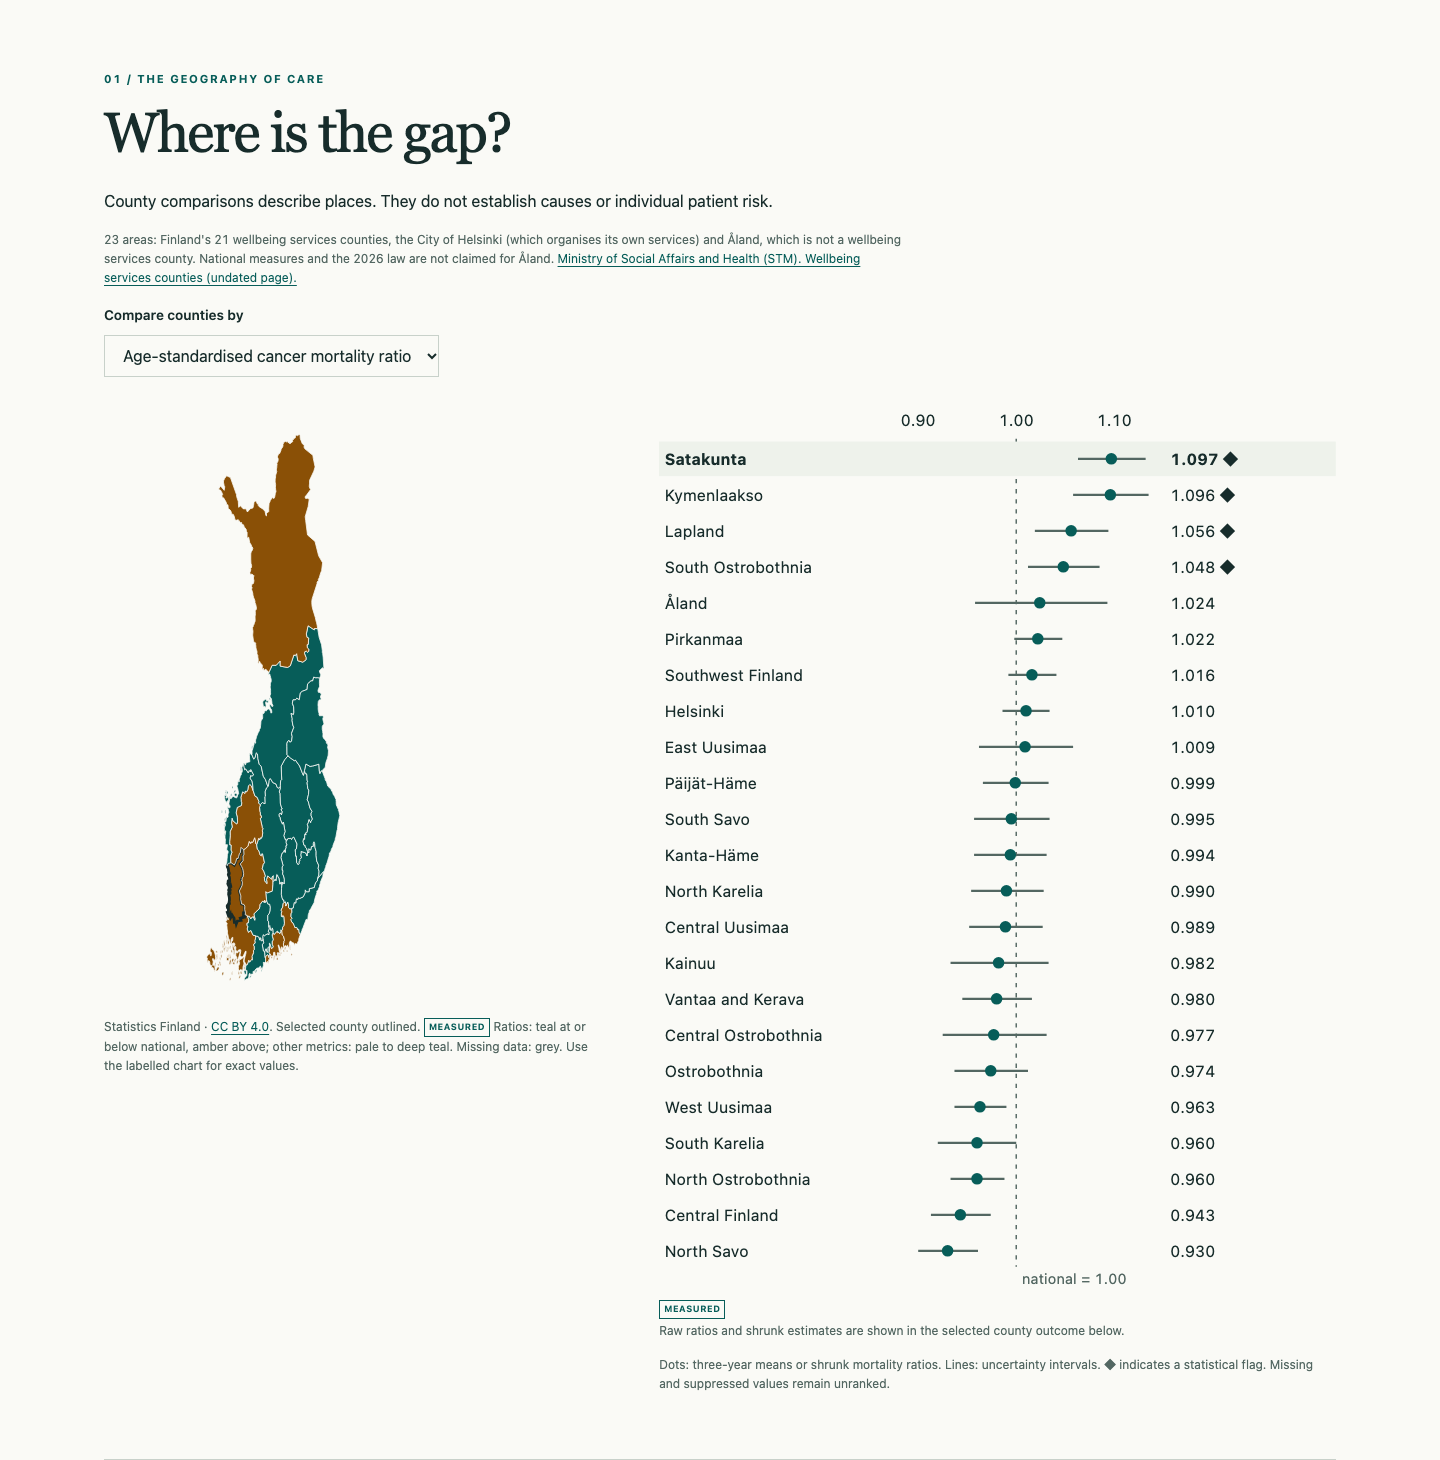 01 / THE GEOGRAPHY OF CARE
Where is the gap?
County comparisons describe places. They do not establish causes or individual patient risk.
23 areas: Finland's 21 wellbeing services counties, the City of Helsinki (which organises its own services) and Åland, which is not a wellbeing
services county. National measures and the 2026 law are not claimed for Åland. Ministry of Social Affairs and Health (STM). Wellbeing
services counties (undated page).
Compare counties by
Age-standardised cancer mortality ratio
0.90 1.00 1.10
Satakunta 1.097 ◆
Kymenlaakso 1.096 ◆
Lapland 1.056 ◆
South Ostrobothnia 1.048 ◆
Åland 1.024
Pirkanmaa 1.022
Southwest Finland 1.016
Helsinki 1.010
East Uusimaa 1.009
Päijät-Häme 0.999
South Savo 0.995
Kanta-Häme 0.994
North Karelia 0.990
Central Uusimaa 0.989
Kainuu 0.982
Vantaa and Kerava 0.980
Central Ostrobothnia 0.977
Ostrobothnia 0.974
West Uusimaa 0.963
South Karelia 0.960
North Ostrobothnia 0.960
Central Finland 0.943
North Savo 0.930
national = 1.00
Statistics Finland · CC BY 4.0. Selected county outlined. MEASURED Ratios: teal at or
below national, amber above; other metrics: pale to deep teal. Missing data: grey. Use
the labelled chart for exact values.
MEASURED
Raw ratios and shrunk estimates are shown in the selected county outcome below.
Dots: three-year means or shrunk mortality ratios. Lines: uncertainty intervals. ◆ indicates a statistical flag. Missing
and suppressed values remain unranked.